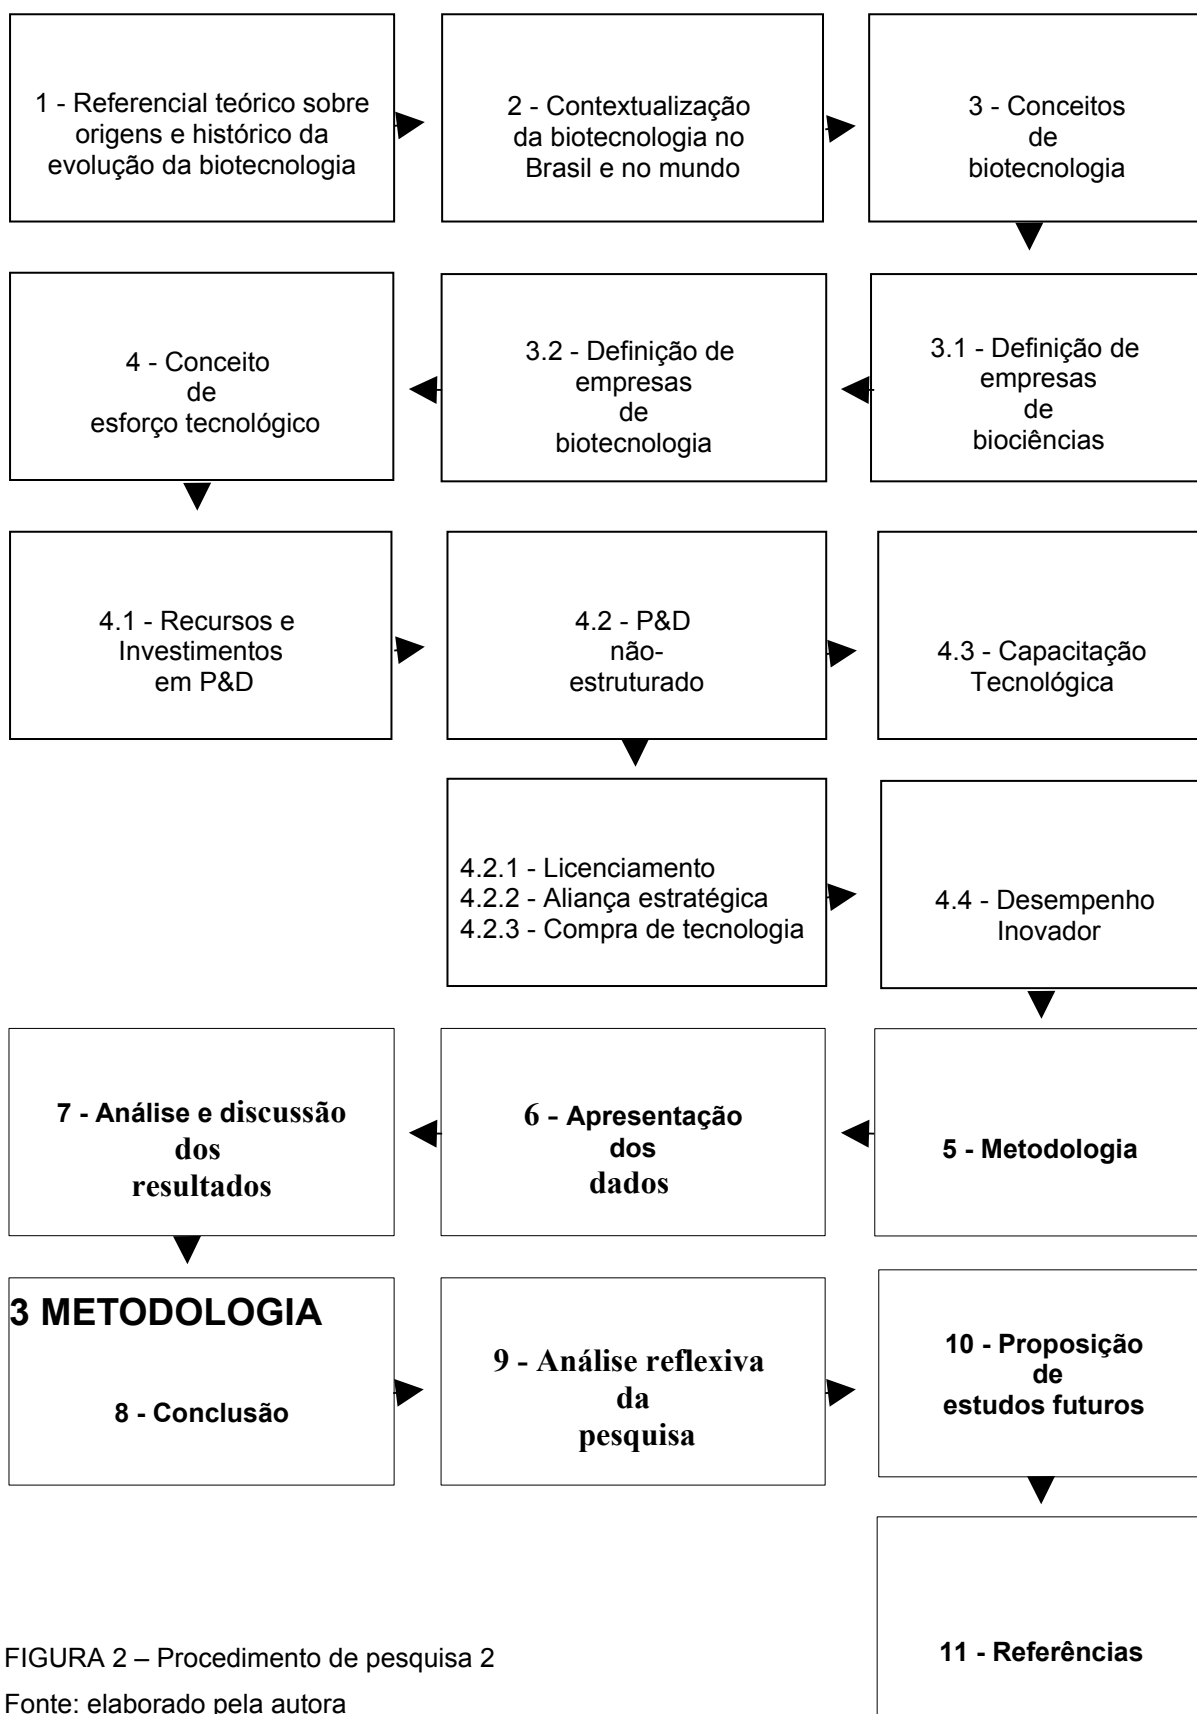 1 - Referencial teórico sobre
origens e histórico da
evolução da biotecnologia
2 - Contextualização
da biotecnologia no
Brasil e no mundo
3 - Conceitos
de
biotecnologia
4 - Conceito
de
esforço tecnológico
3.2 - Definição de
empresas
de
biotecnologia
3.1 - Definição de
empresas
de
biociências
4.1 - Recursos e
Investimentos
em P&D
4.2 - P&D
não-
estruturado
4.3 - Capacitação
Tecnológica
4.2.1 - Licenciamento
4.2.2 - Aliança estratégica
4.2.3 - Compra de tecnologia
4.4 - Desempenho
Inovador
7 - Análise e discussão
dos
resultados
6 - Apresentação
dos
dados
5 - Metodologia
3 METODOLOGIA
8 - Conclusão
9 - Análise reflexiva
da
pesquisa
10 - Proposição
de
estudos futuros
11 - Referências
FIGURA 2 – Procedimento de pesquisa 2
Fonte: elaborado pela autora